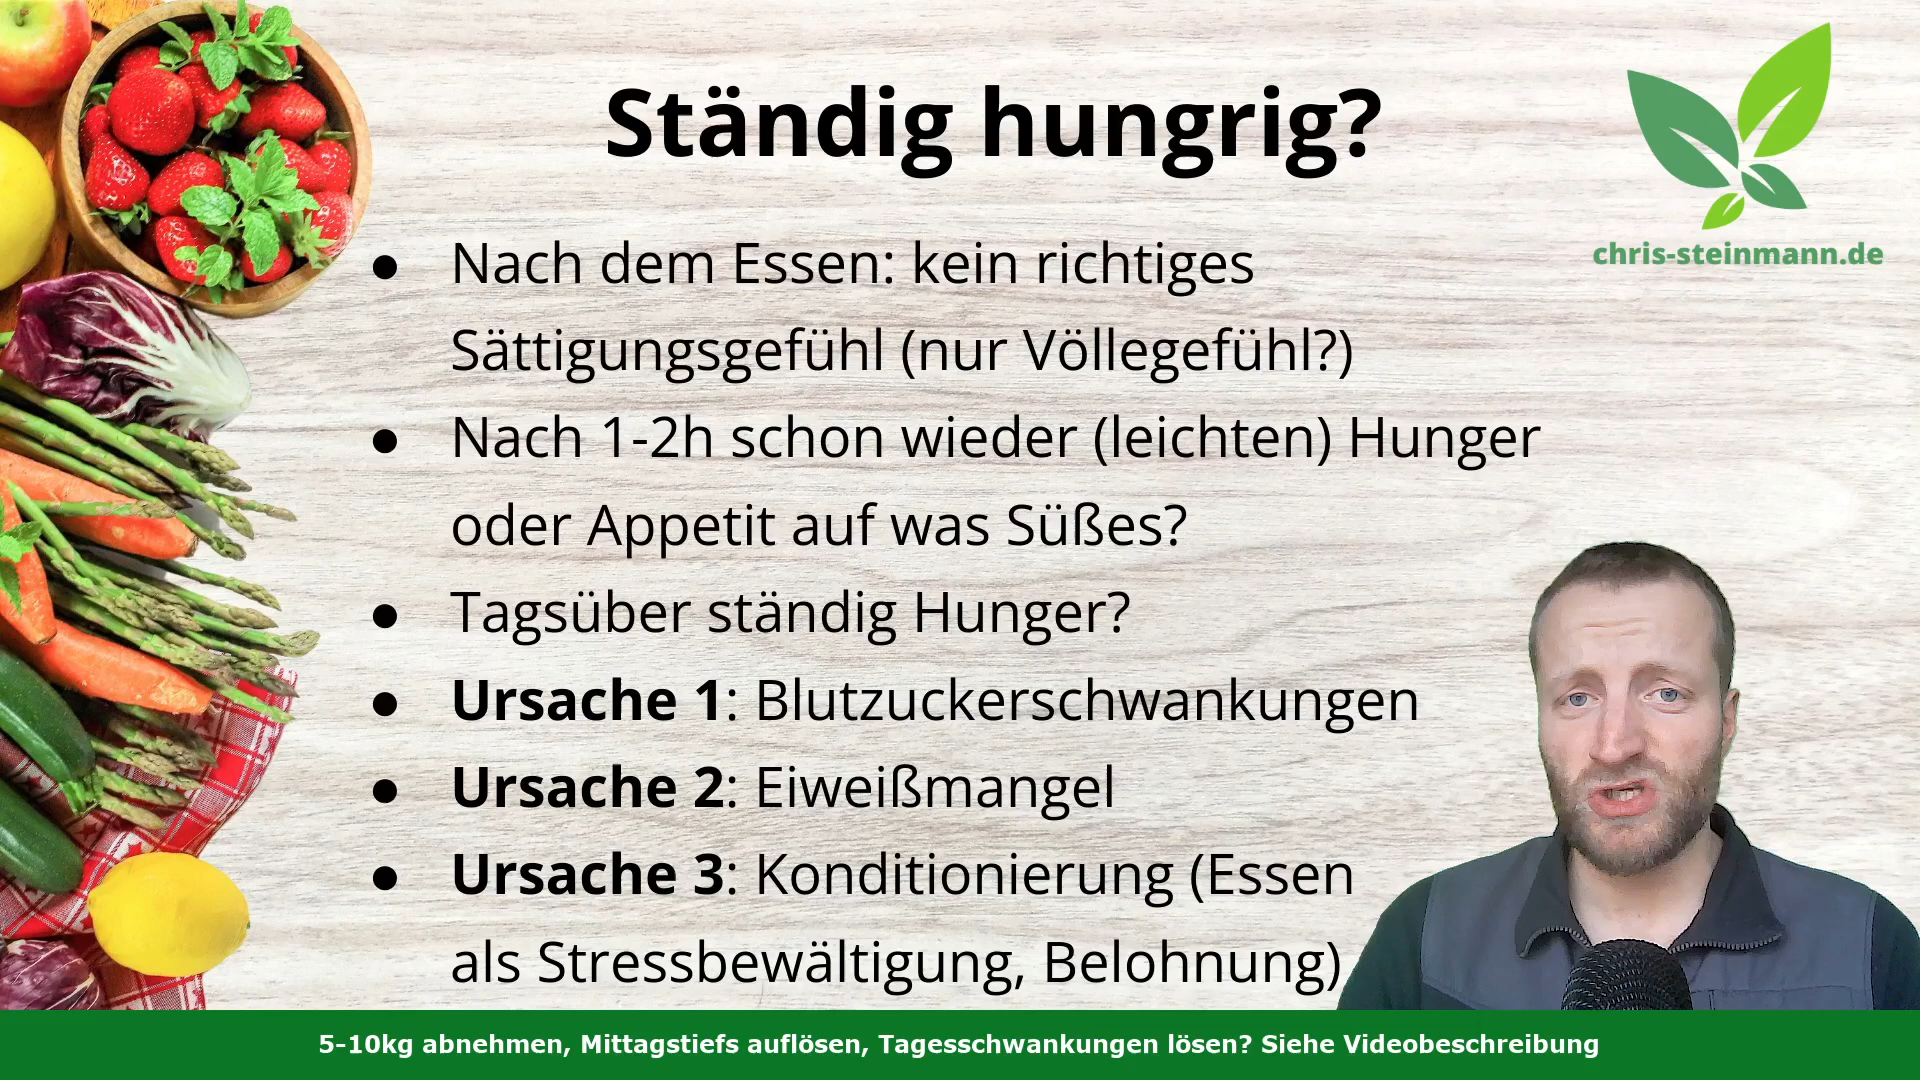 Ständig hungrig?
chris-steinmann.de
● Nach dem Essen: kein richtiges
Sättigungsgefühl (nur Völlegefühl?)
● Nach 1-2h schon wieder (leichten) Hunger
oder Appetit auf was Süßes?
● Tagsüber ständig Hunger?
● Ursache 1: Blutzuckerschwankungen
● Ursache 2: Eiweißmangel
● Ursache 3: Konditionierung (Essen
als Stressbewältigung, Belohnung)
5-10kg abnehmen, Mittagstiefs auflösen, Tagesschwankungen lösen? Siehe Videobeschreibung